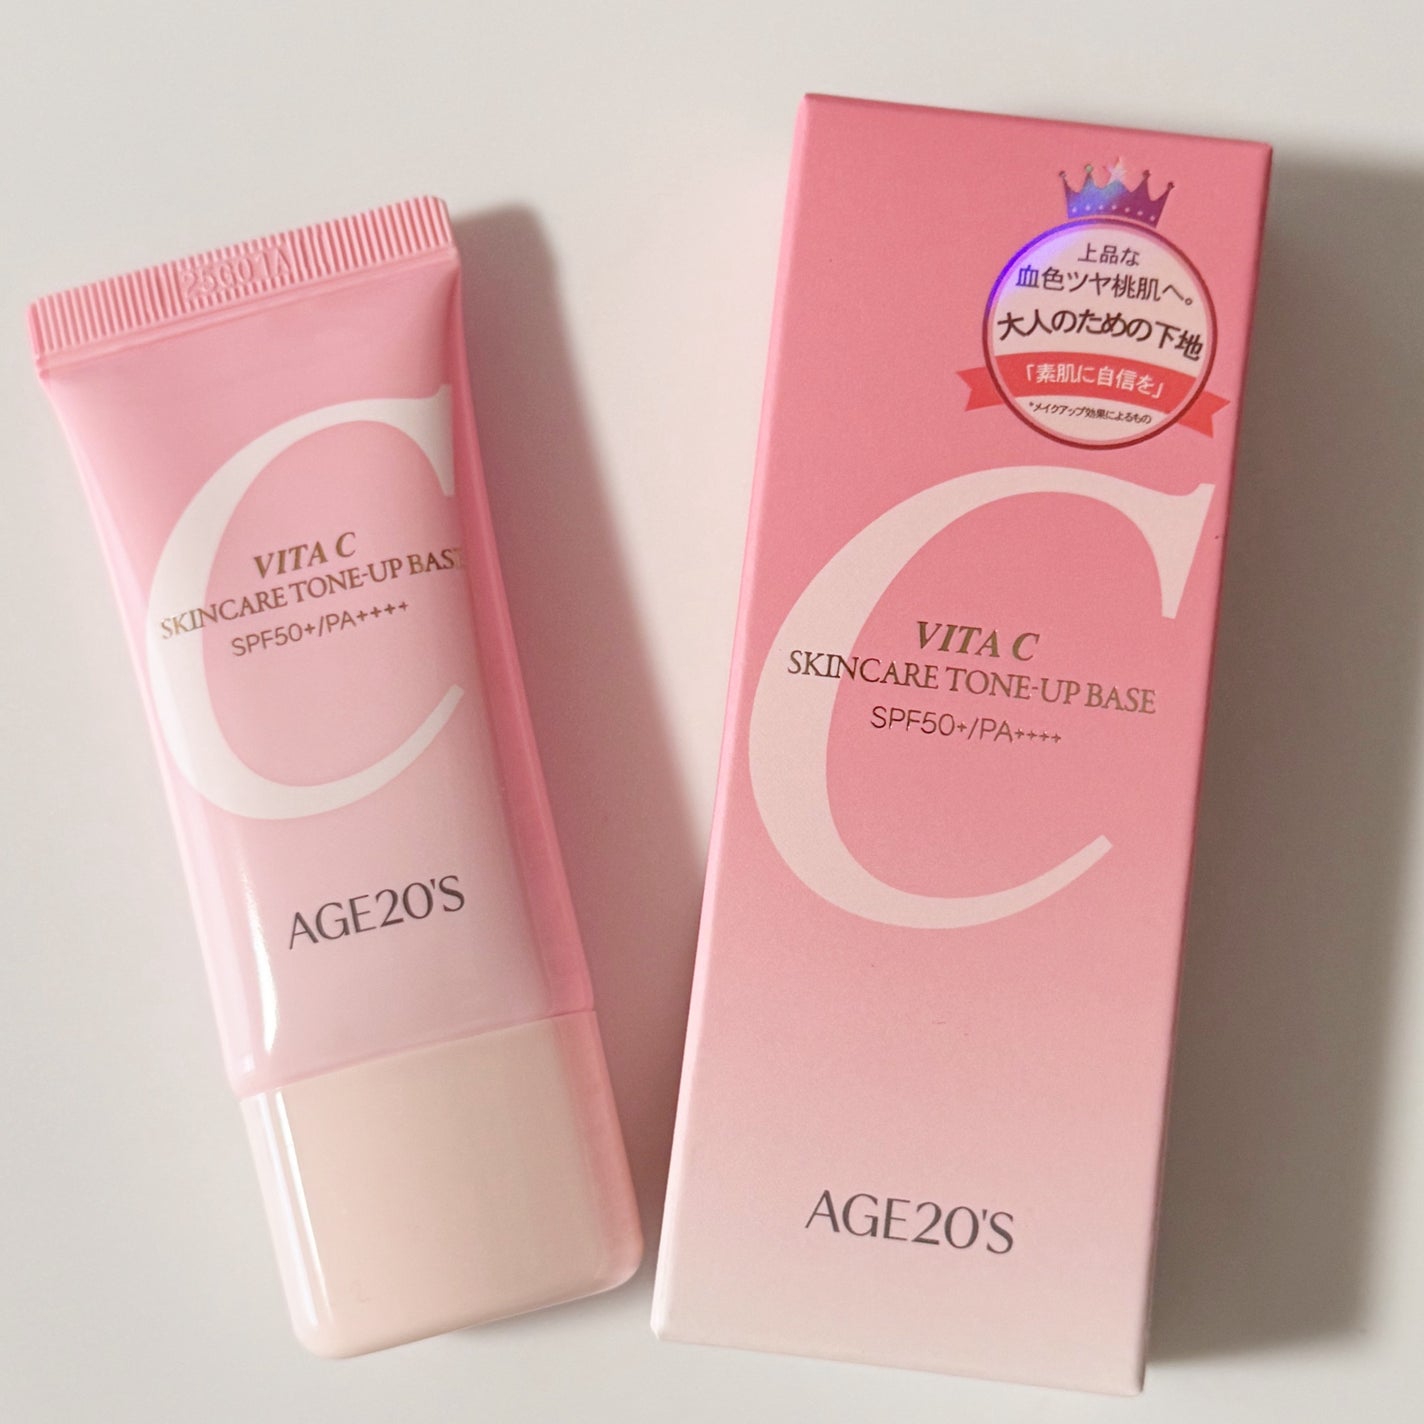 25G01A
VITA C
SKINCARE TONE-UP BASE
SPF50+/PA++++
AGE20'S
上品な
血色ツヤ桃肌へ。
大人のための下地
「素肌に自信を」
*メイクアップ効果によるもの
C
VITA C
SKINCARE TONE-UP BASE
SPF50+/PA++++
AGE20'S